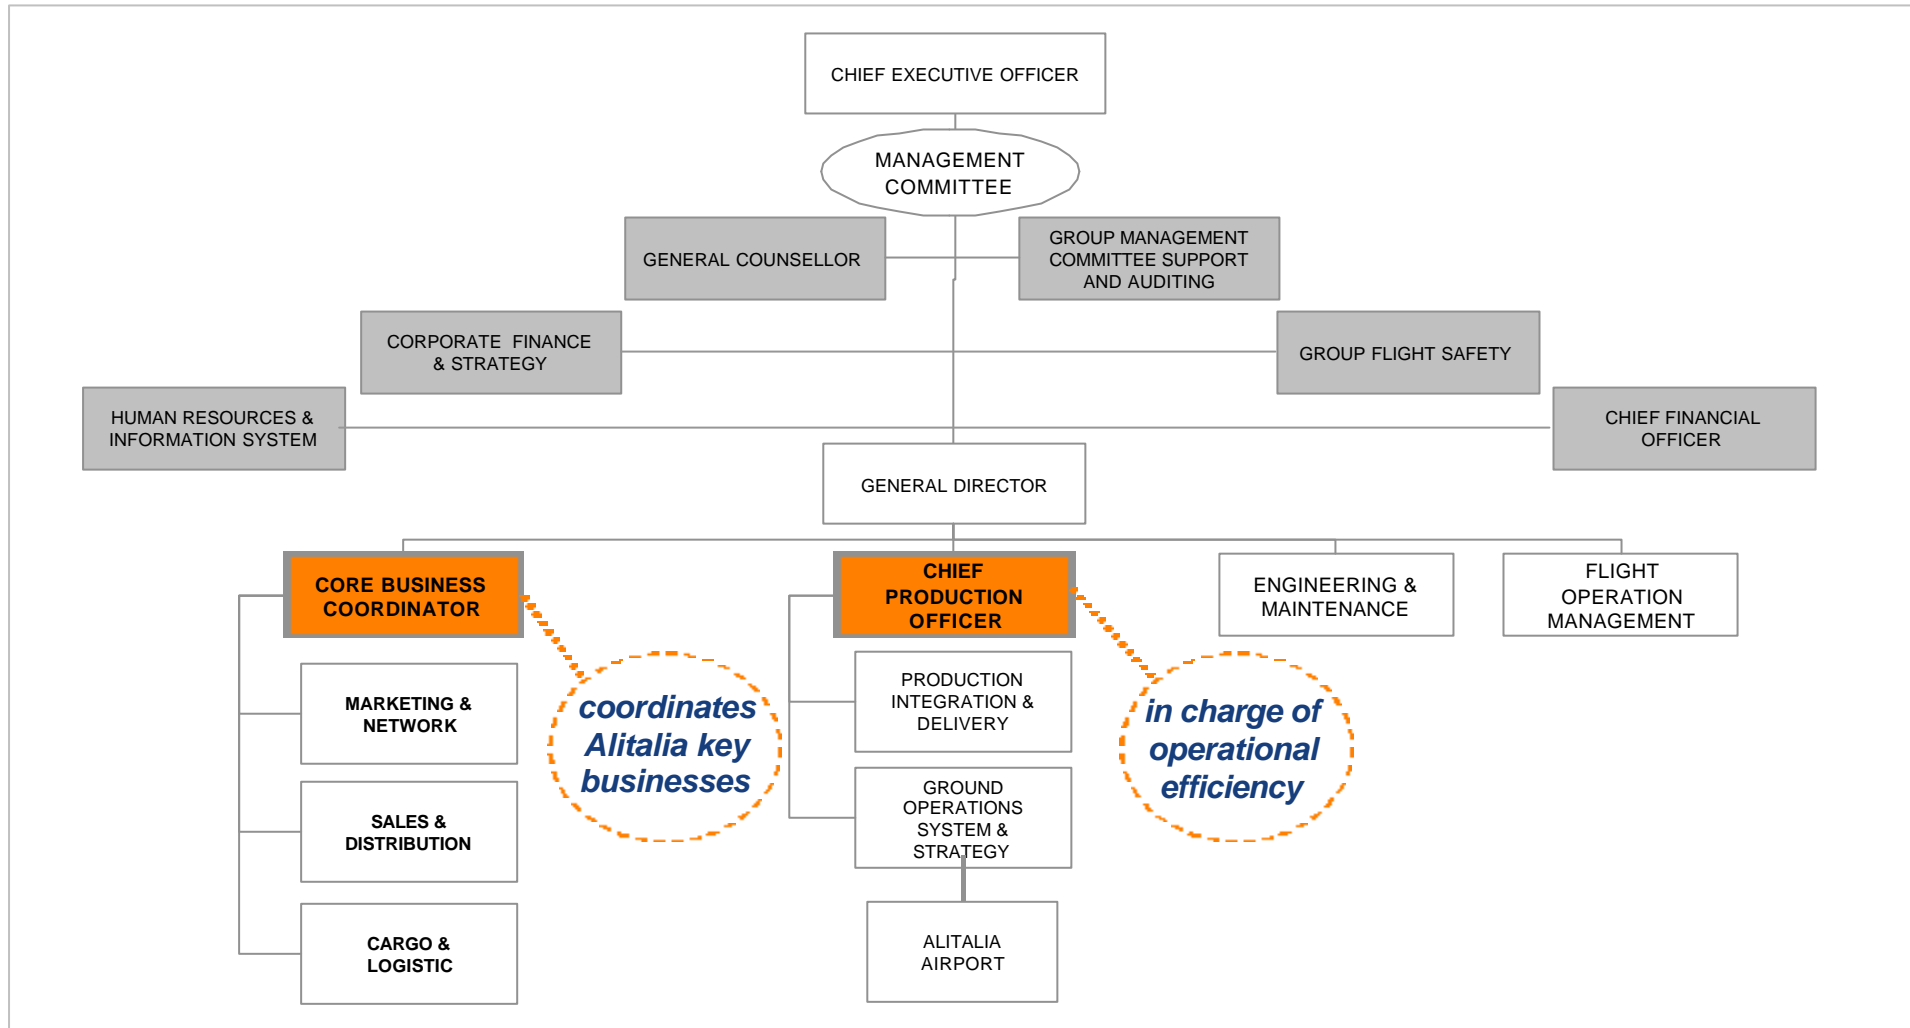 CHIEF EXECUTIVE OFFICER
MANAGEMENT
COMMITTEE
GENERAL COUNSELLOR
GROUP MANAGEMENT
COMMITTEE SUPPORT
AND AUDITING
CORPORATE FINANCE
& STRATEGY
GROUP FLIGHT SAFETY
HUMAN RESOURCES &
INFORMATION SYSTEM
CHIEF FINANCIAL
OFFICER
GENERAL DIRECTOR
CORE BUSINESS
COORDINATOR
CHIEF
PRODUCTION
OFFICER
ENGINEERING &
MAINTENANCE
FLIGHT
OPERATION
MANAGEMENT
MARKETING &
NETWORK
coordinates
Alitalia key
businesses
PRODUCTION
INTEGRATION &
DELIVERY
in charge of
operational
efficiency
SALES &
DISTRIBUTION
GROUND
OPERATIONS
SYSTEM &
STRATEGY
CARGO &
LOGISTIC
ALITALIA
AIRPORT